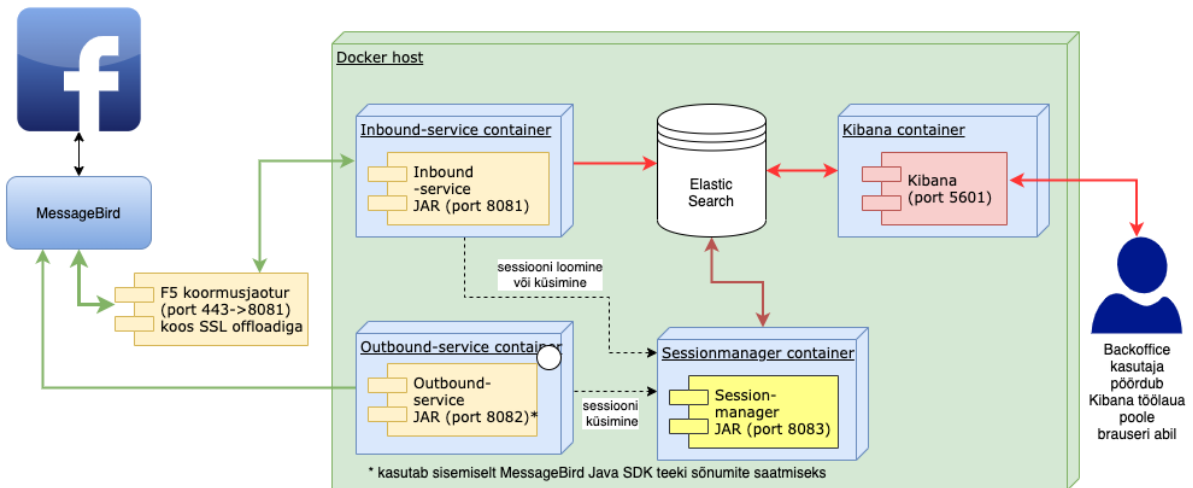 f
Docker host
Inbound-service container
Inbound
-service
JAR (port 8081)
Elastic
Search
Kibana container
Kibana
(port 5601)
MessageBird
F5 koormusjaotur
(port 443->8081)
koos SSL offloadiga
sessiooni loomine
või küsimine
Outbound-service container
Outbound-
service
JAR (port 8082)*
sessiooni
küsimine
Sessionmanager container
Session-
manager
JAR (port 8083)
Backoffice
kasutaja
pöördub
Kibana töölaua
poole
brauseri abil
* kasutab sisemiselt MessageBird Java SDK teeki sõnumite saatmiseks